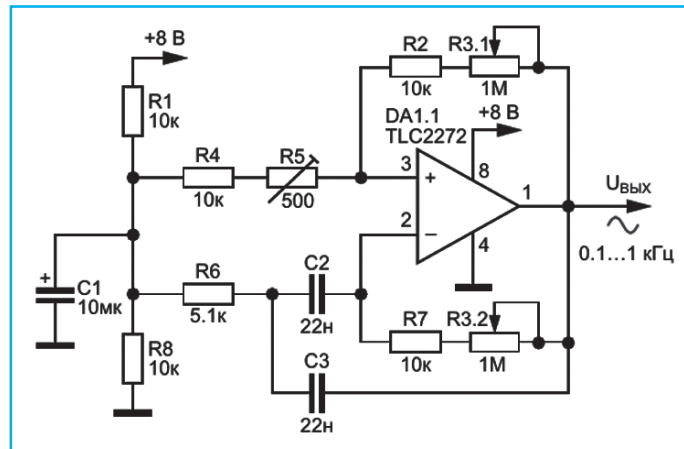 +8 В
R1
10к
R2
10к
R3.1
1М
DA1.1
TLC2272
+8 В
R4
10к
R5
500
3
+
8
1
2
–
4
Uвых
0.1...1 кГц
+
C1
10мк
R6
5.1к
C2
22н
R7
10к
R3.2
1М
R8
10к
C3
22н